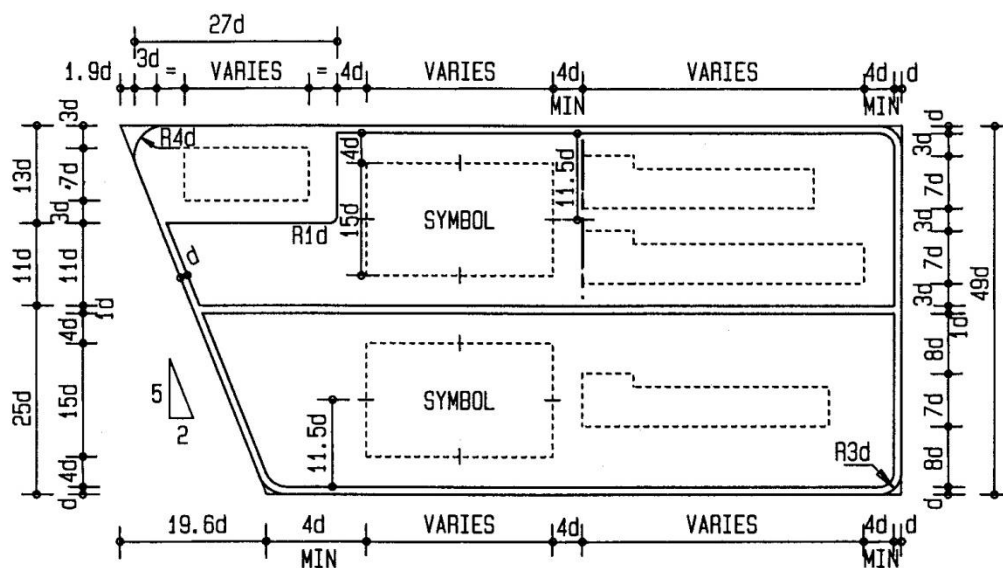 27d
1.9d 3d = VARIES = 4d VARIES 4d VARIES 4d d
MIN MIN
3d
13d
7d
3d
11d
11d
1d
4d
25d
15d
4d
d
R4d
R1d
d
4d
15d
SYMBOL
11.5d
5
2
SYMBOL
11.5d
R3d
d
3d
7d
3d
7d
3d
1d
8d
7d
8d
d
49d
19.6d 4d VARIES 4d VARIES 4d d
MIN MIN